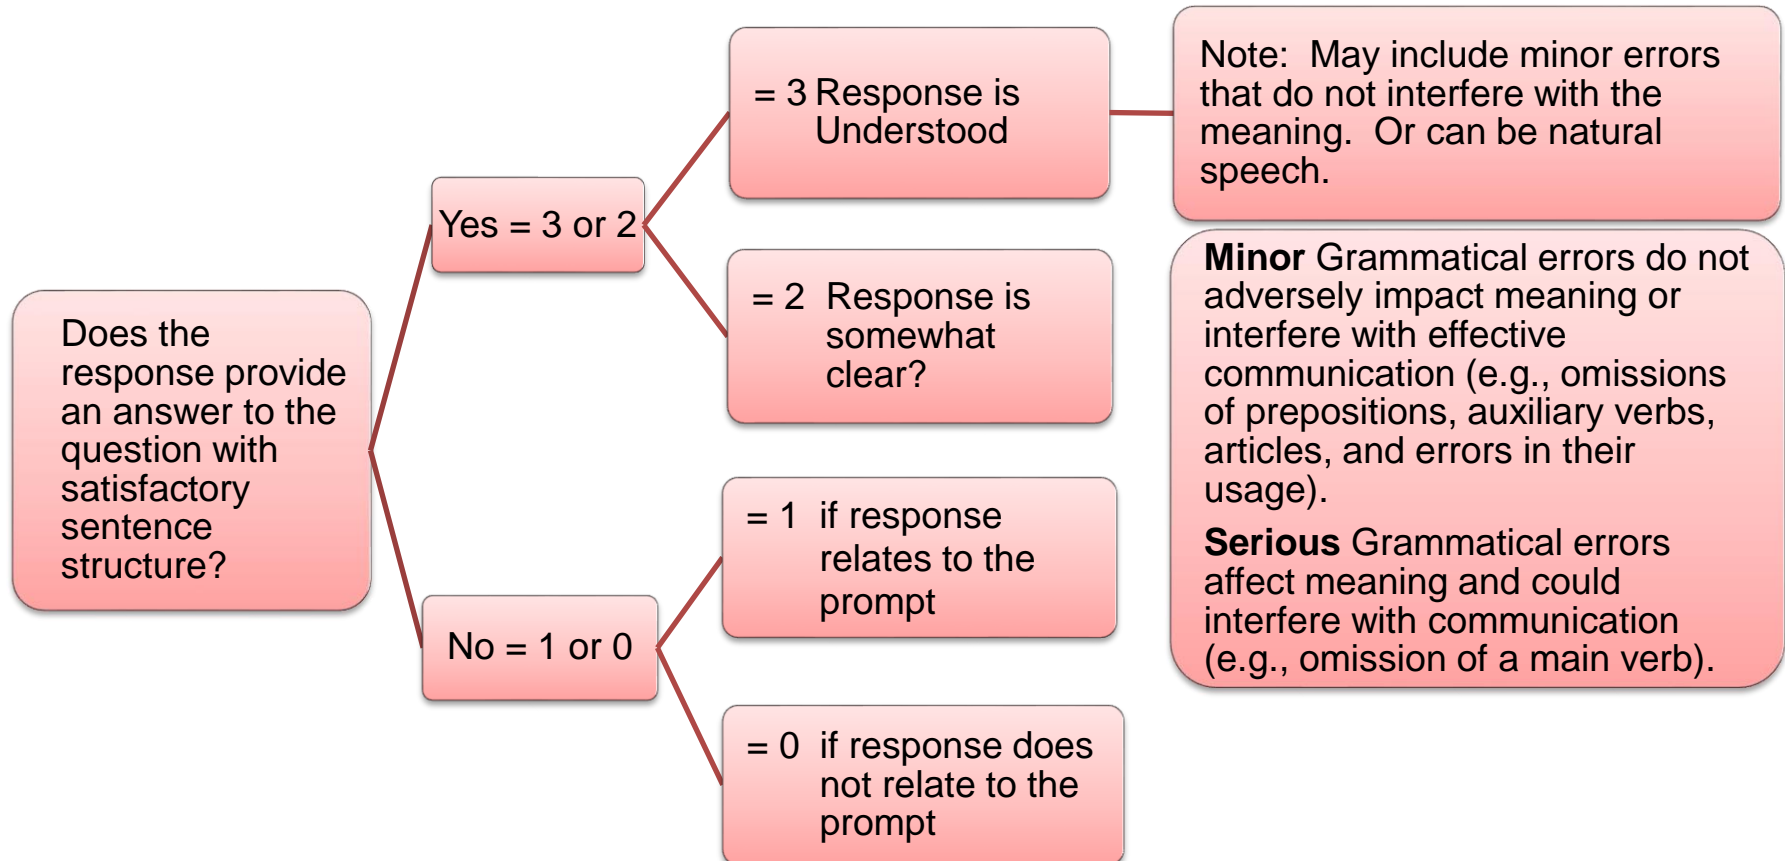 Does the
response provide
an answer to the
question with
satisfactory
sentence
structure?
Yes = 3 or 2
= 3 Response is
Understood
Note:  May include minor errors
that do not interfere with the
meaning.  Or can be natural
speech.
= 2  Response is
somewhat
clear?
Minor Grammatical errors do not
adversely impact meaning or
interfere with effective
communication (e.g., omissions
of prepositions, auxiliary verbs,
articles, and errors in their
usage).
Serious Grammatical errors
affect meaning and could
interfere with communication
(e.g., omission of a main verb).
No = 1 or 0
= 1  if response
relates to the
prompt
= 0  if response does
not relate to the
prompt